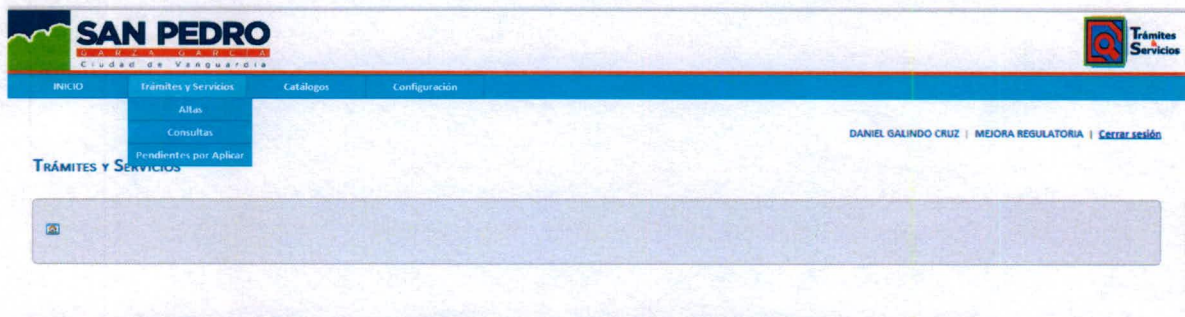 SAN PEDRO
GARZA GARCÍA
Ciudad de Vanguardia
Trámites
&
Servicios
INICIO Trámites y Servicios Catálogos Configuración
Altas
Consultas
Pendientes por Aplicar
DANIEL GALINDO CRUZ | MEJORA REGULATORIA | Cerrar sesión
TRÁMITES Y SERVICIOS